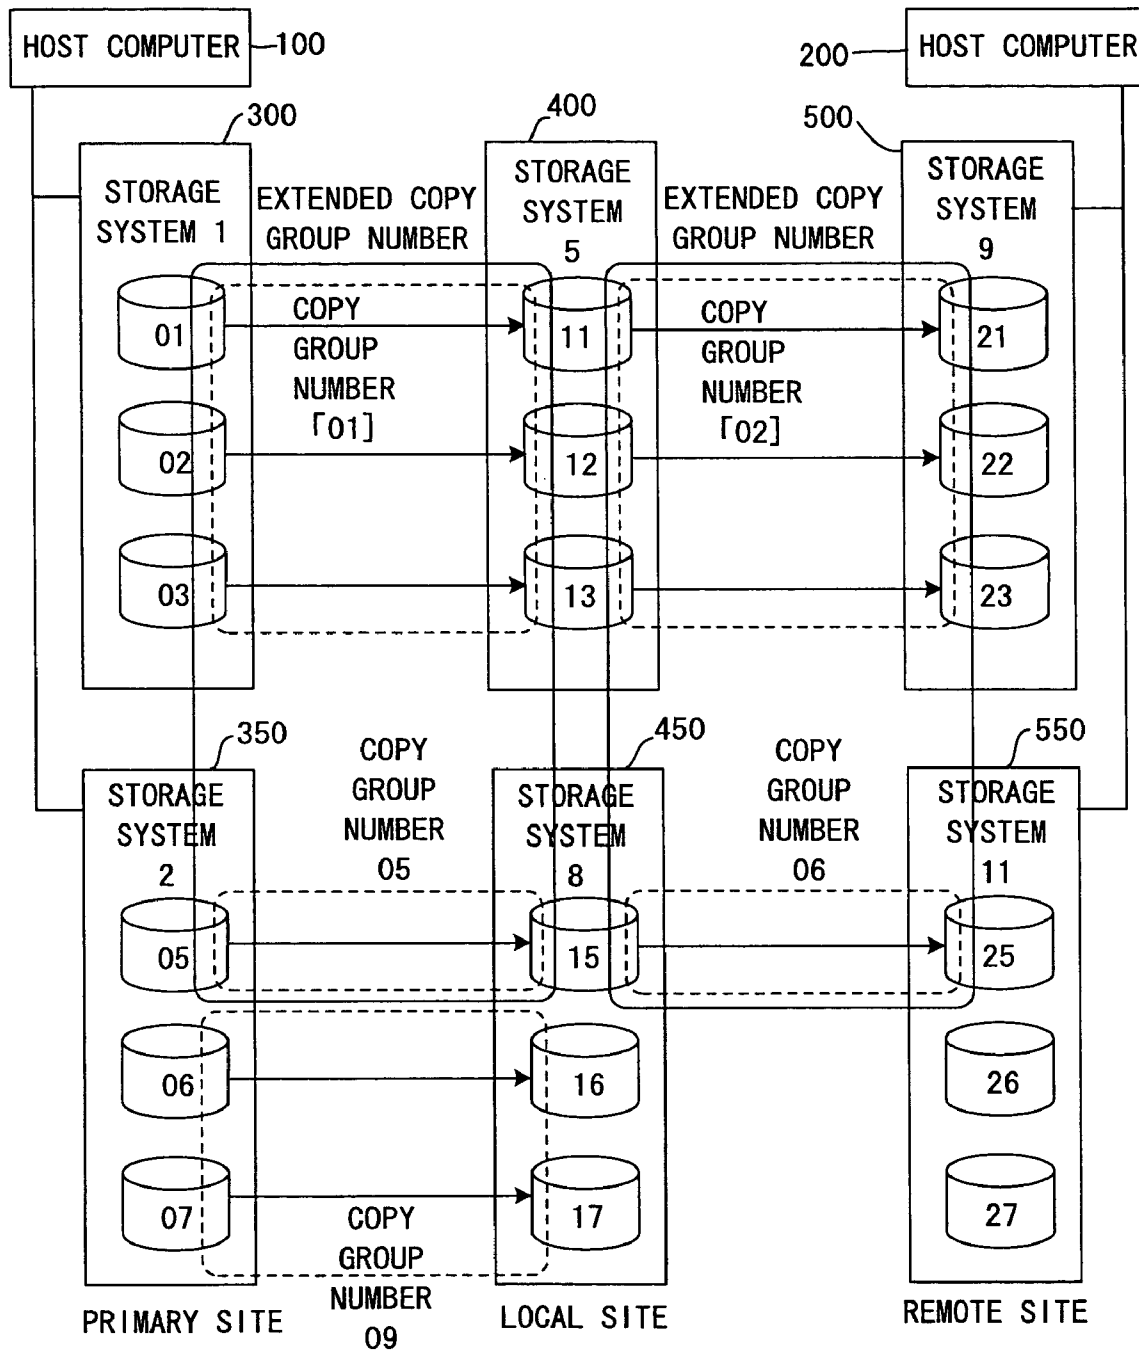 HOST COMPUTER
100
200
HOST COMPUTER
300
400
500
STORAGE
SYSTEM 1
EXTENDED COPY
GROUP NUMBER
STORAGE
SYSTEM
5
EXTENDED COPY
GROUP NUMBER
STORAGE
SYSTEM
9
01
COPY
GROUP
NUMBER
「01]
11
COPY
GROUP
NUMBER
「02]
21
02
12
22
03
13
23
350
COPY
GROUP
NUMBER
05
450
COPY
GROUP
NUMBER
06
550
STORAGE
SYSTEM
2
STORAGE
SYSTEM
8
STORAGE
SYSTEM
11
05
15
25
06
16
26
07
17
27
COPY
GROUP
NUMBER
09
PRIMARY SITE
LOCAL SITE
REMOTE SITE